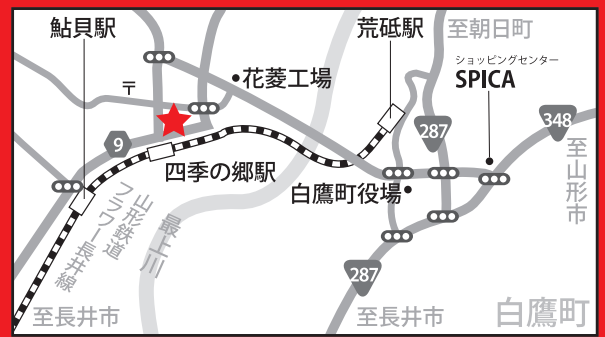 鮎貝駅
荒砥駅
至朝日町
ショッピングセンター
SPICA
花菱工場
〒
348
287
9
四季の郷駅
至山形市
白鷹町役場
山形鉄道
フラワー長井線
最上川
287
至長井市
至長井市
白鷹町